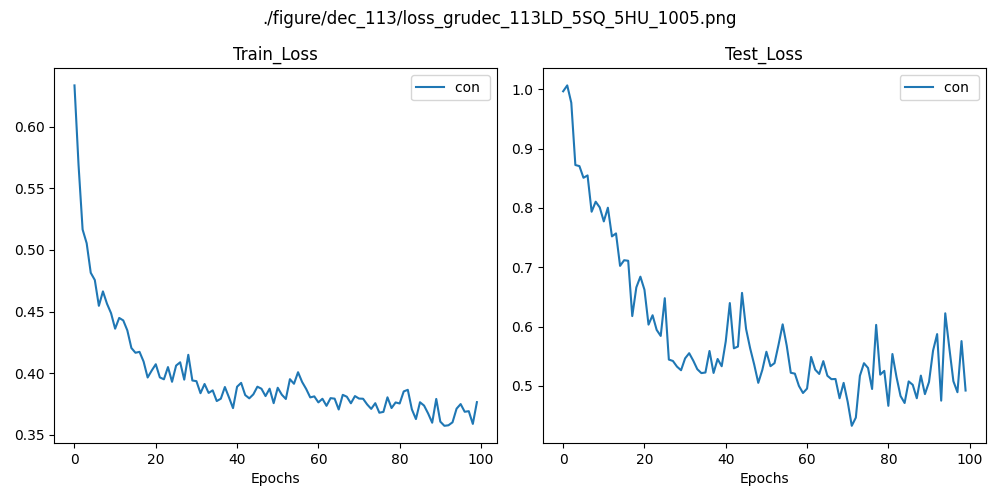 ./figure/dec_113/loss_grudec_113LD_5SQ_5HU_1005.png
Train_Loss
con
0.60
0.55
0.50
0.45
0.40
0.35
0 20 40 60 80 100
Epochs
Test_Loss
con
1.0
0.9
0.8
0.7
0.6
0.5
0 20 40 60 80 100
Epochs